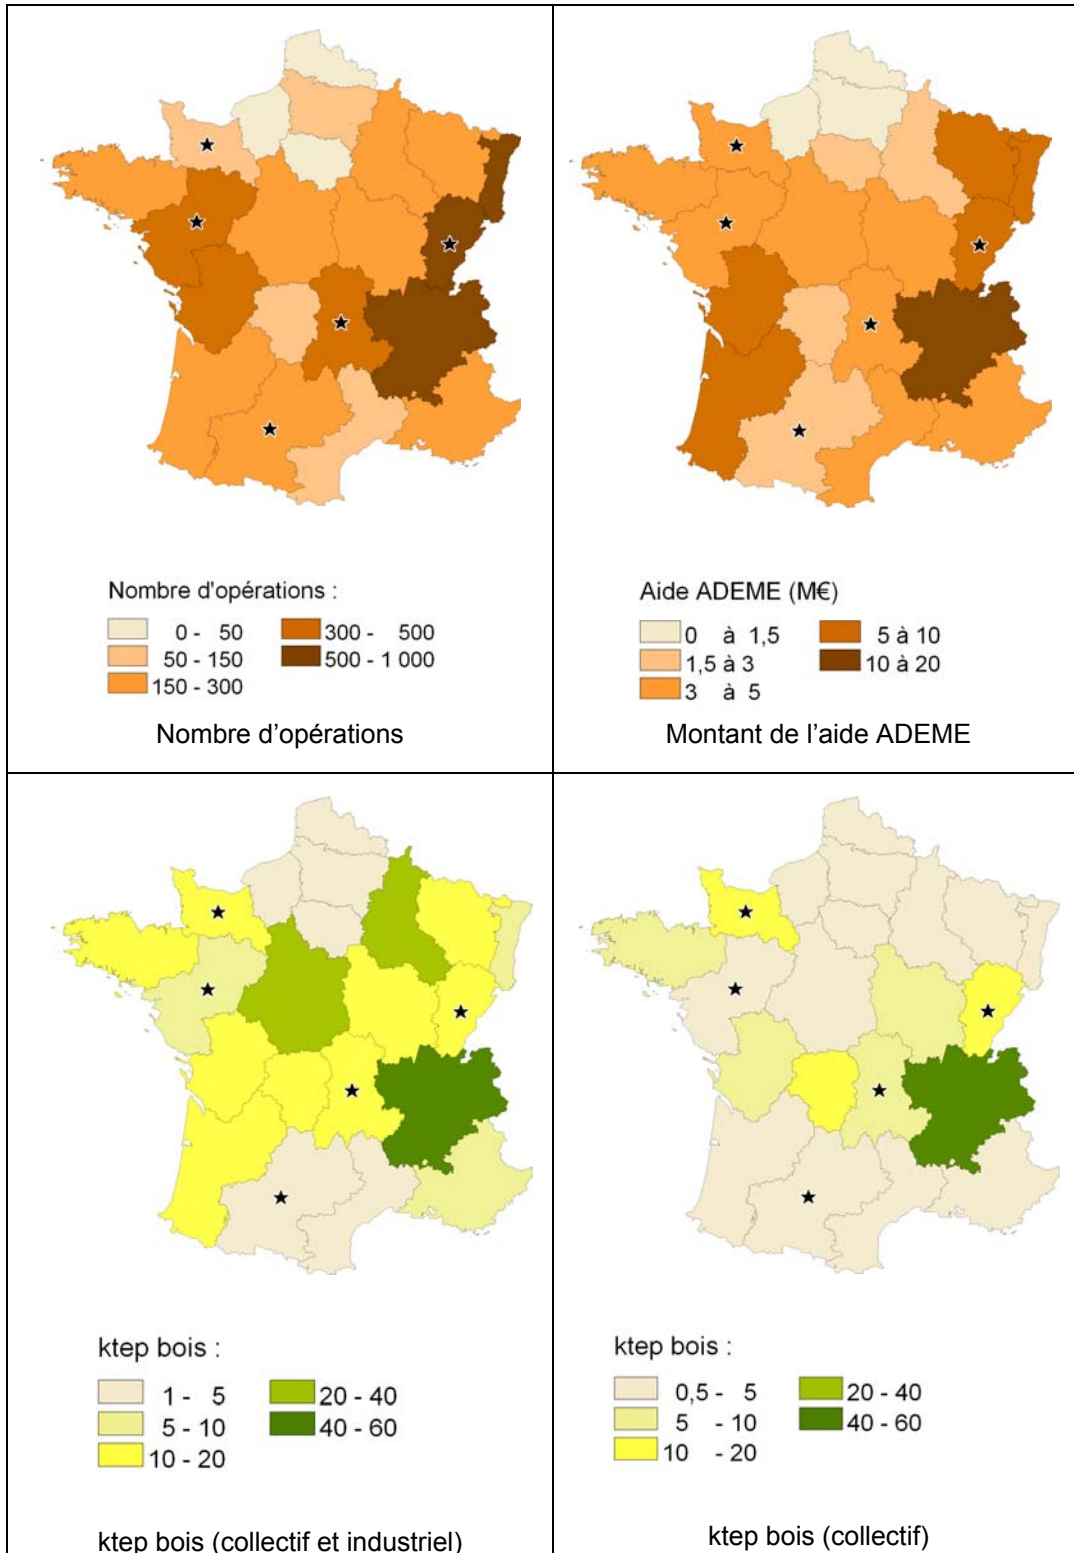 Nombre d'opérations :
0 - 50
50 - 150
150 - 300
300 - 500
500 - 1 000
Nombre d'opérations
Aide ADEME (M€)
0 à 1,5
1,5 à 3
3 à 5
5 à 10
10 à 20
Montant de l'aide ADEME
ktep bois :
1 - 5
5 - 10
10 - 20
20 - 40
40 - 60
ktep bois (collectif et industriel)
ktep bois :
0,5 - 5
5 - 10
10 - 20
20 - 40
40 - 60
ktep bois (collectif)